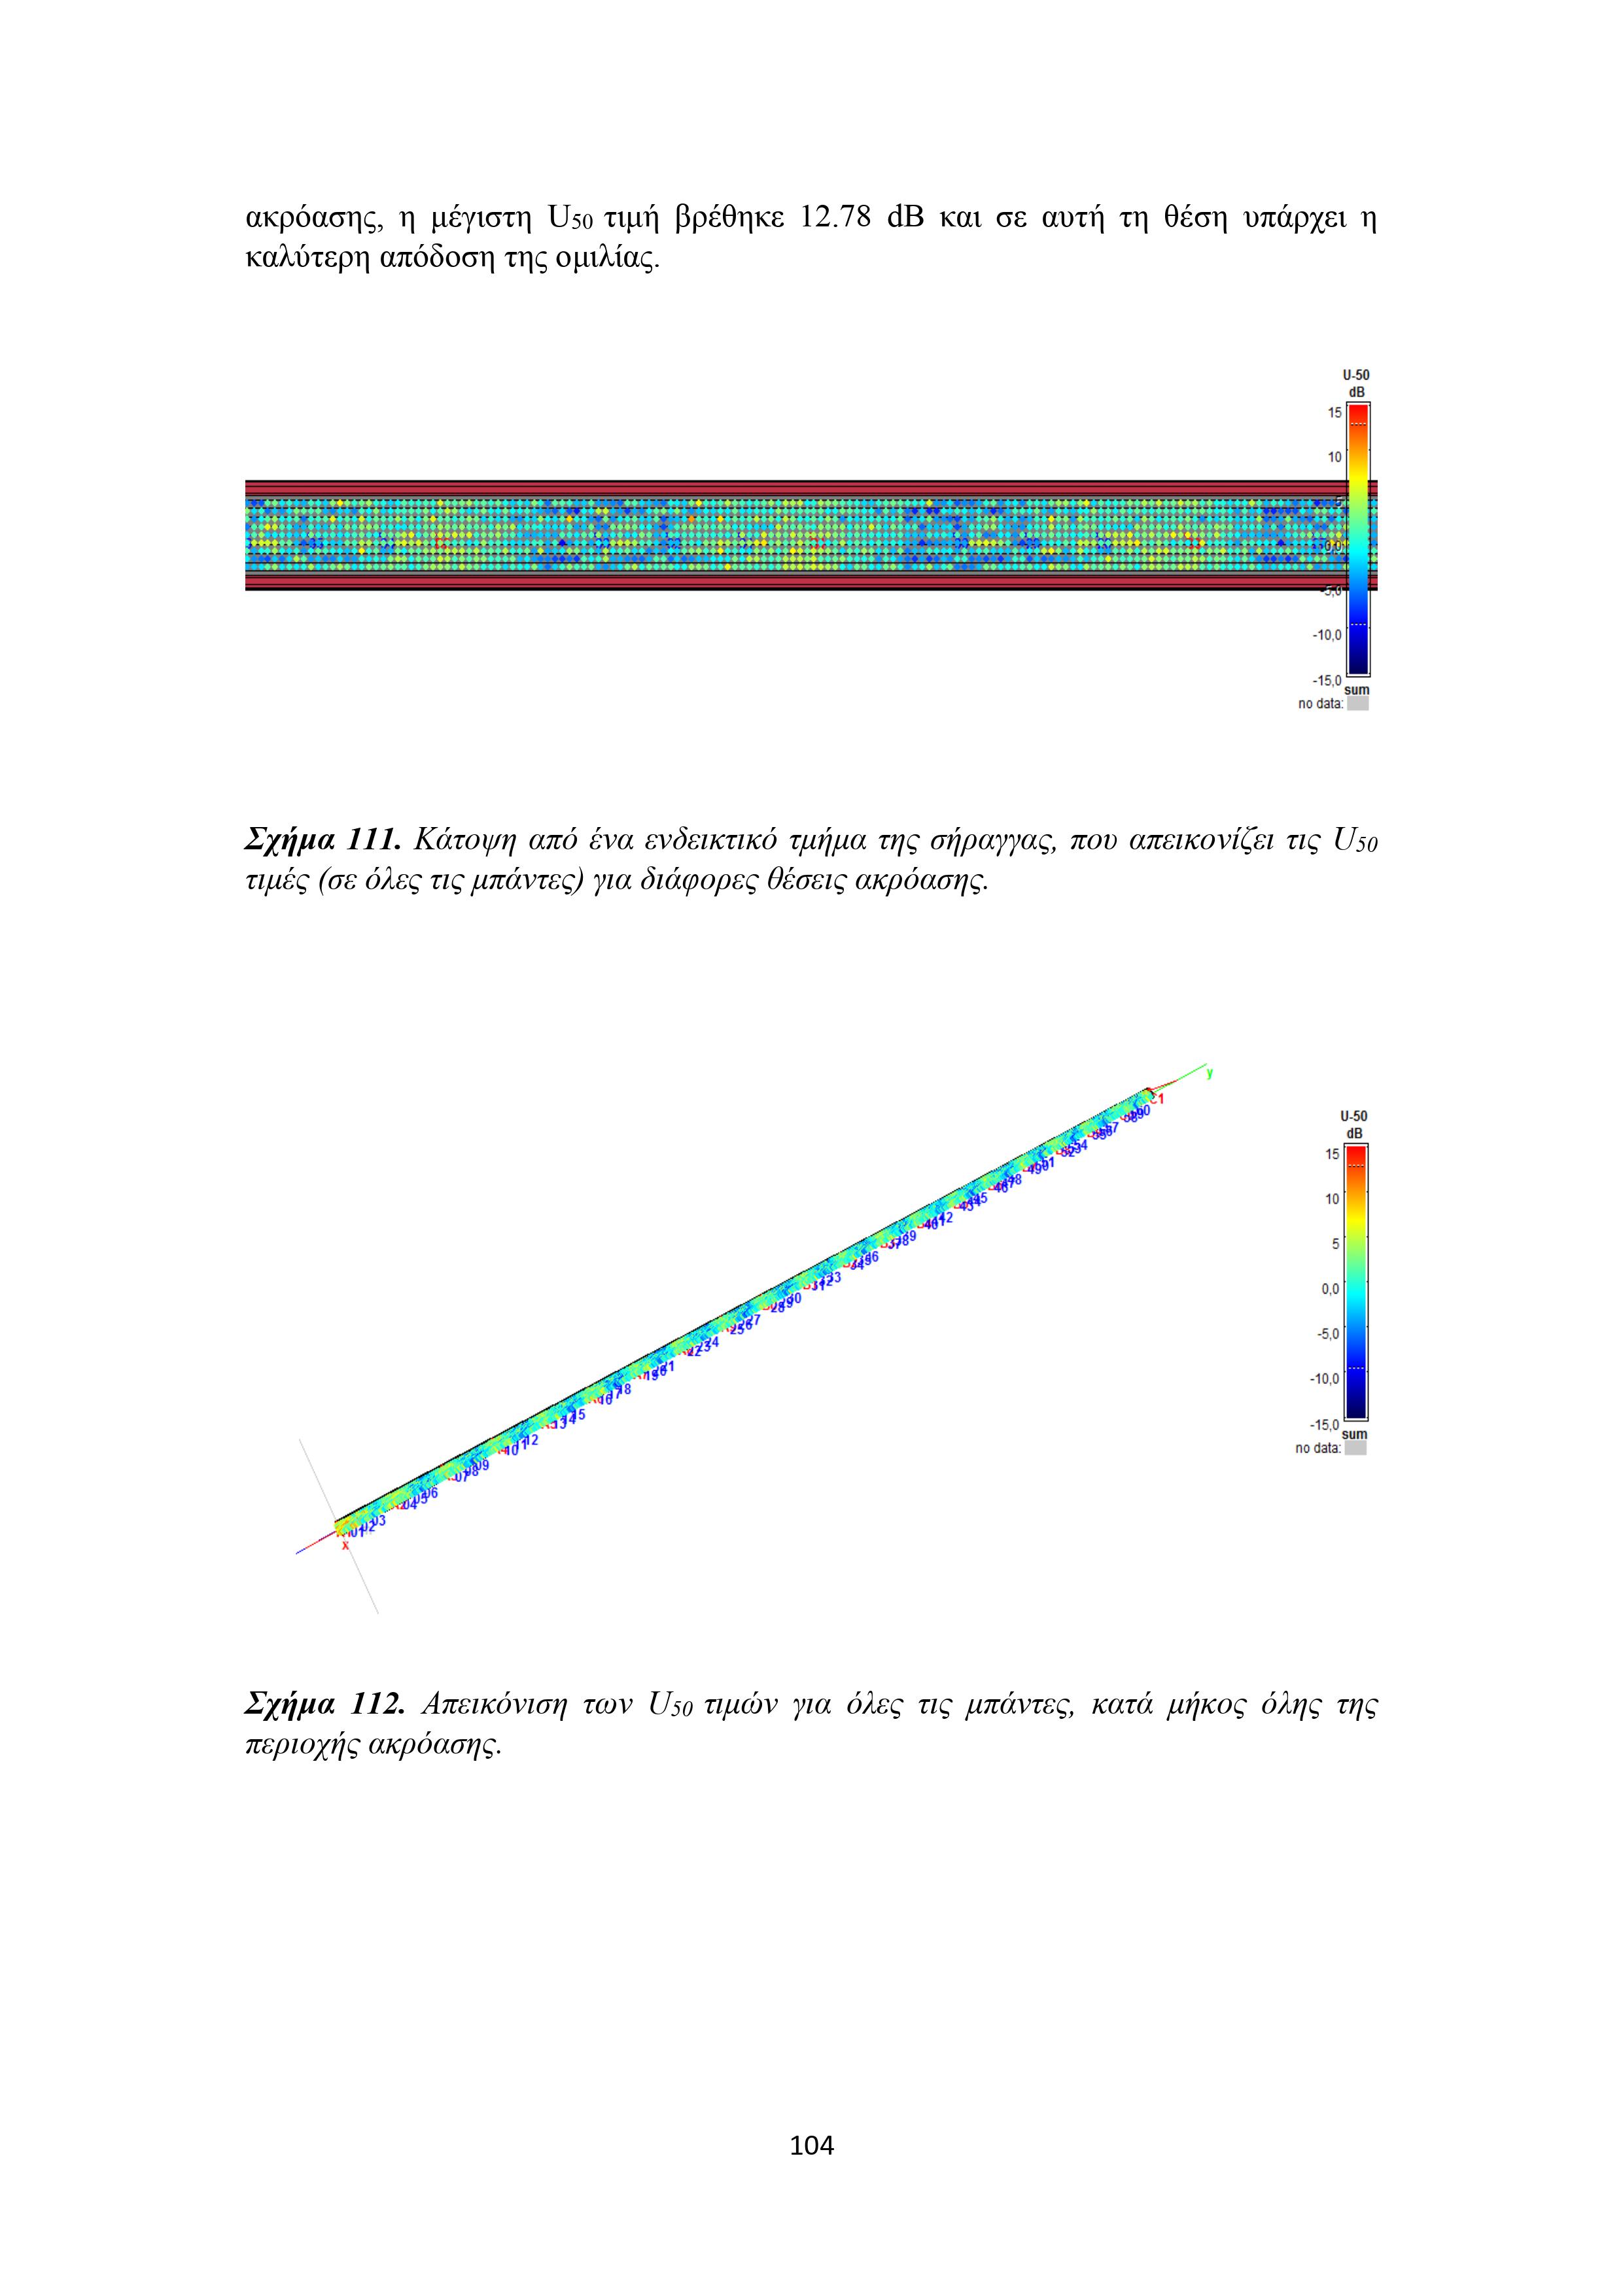 ακρόασης, η μέγιστη U50 τιμή βρέθηκε 12.78 dB και σε αυτή τη θέση υπάρχει η
καλύτερη απόδοση της ομιλίας.
U-50
dB
15
10
5
0,0
-5,0
-10,0
-15,0
sum
no data:
Σχήμα 111. Κάτοψη από ένα ενδεικτικό τμήμα της σήραγγας, που απεικονίζει τις U50
τιμές (σε όλες τις μπάντες) για διάφορες θέσεις ακρόασης.
y
x
U-50
dB
15
10
5
0,0
-5,0
-10,0
-15,0
sum
no data:
Σχήμα 112. Απεικόνιση των U50 τιμών για όλες τις μπάντες, κατά μήκος όλης της
περιοχής ακρόασης.
104